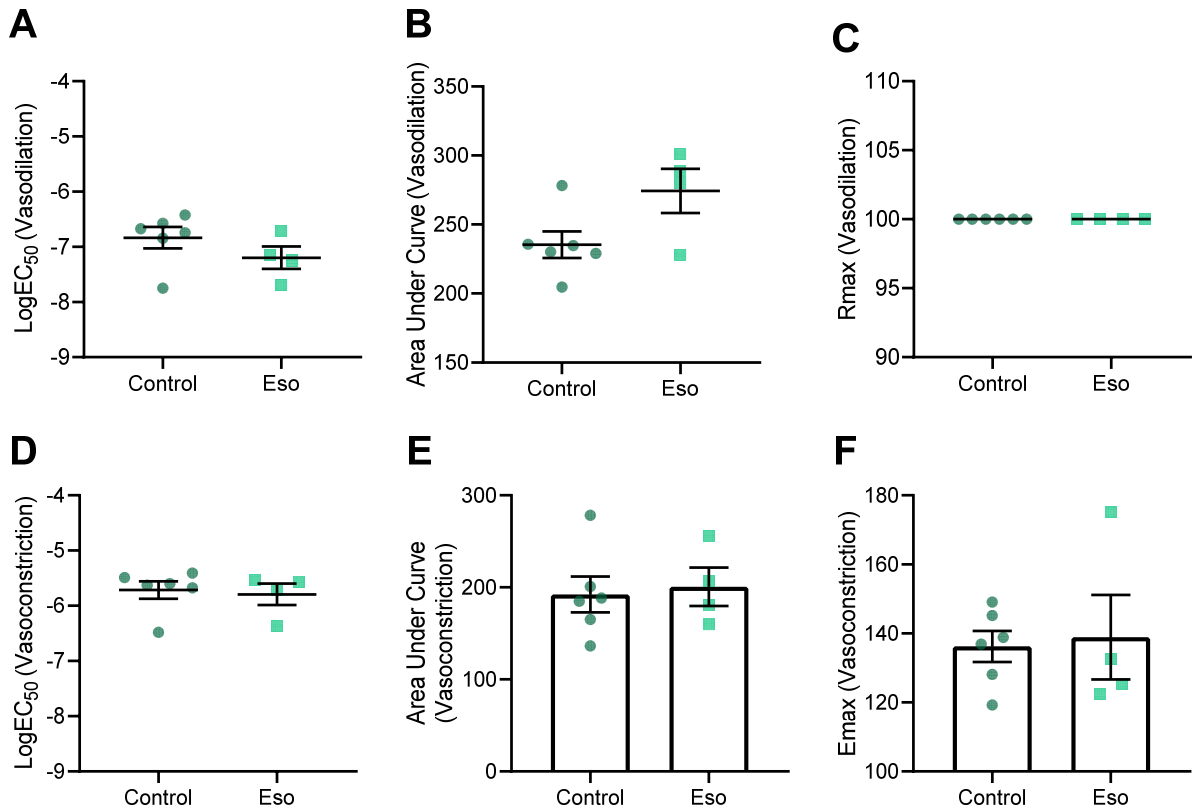 A
LogEC50 (Vasodilation)
-4
-5
-6
-7
-8
-9
Control
Eso
B
Area Under Curve (Vasodilation)
350
300
250
200
150
Control
Eso
C
Rmax (Vasodilation)
110
105
100
95
90
Control
Eso
D
LogEC50 (Vasoconstriction)
-4
-5
-6
-7
-8
-9
Control
Eso
E
Area Under Curve
(Vasoconstriction)
300
200
100
0
Control
Eso
F
Emax (Vasoconstriction)
180
160
140
120
100
Control
Eso